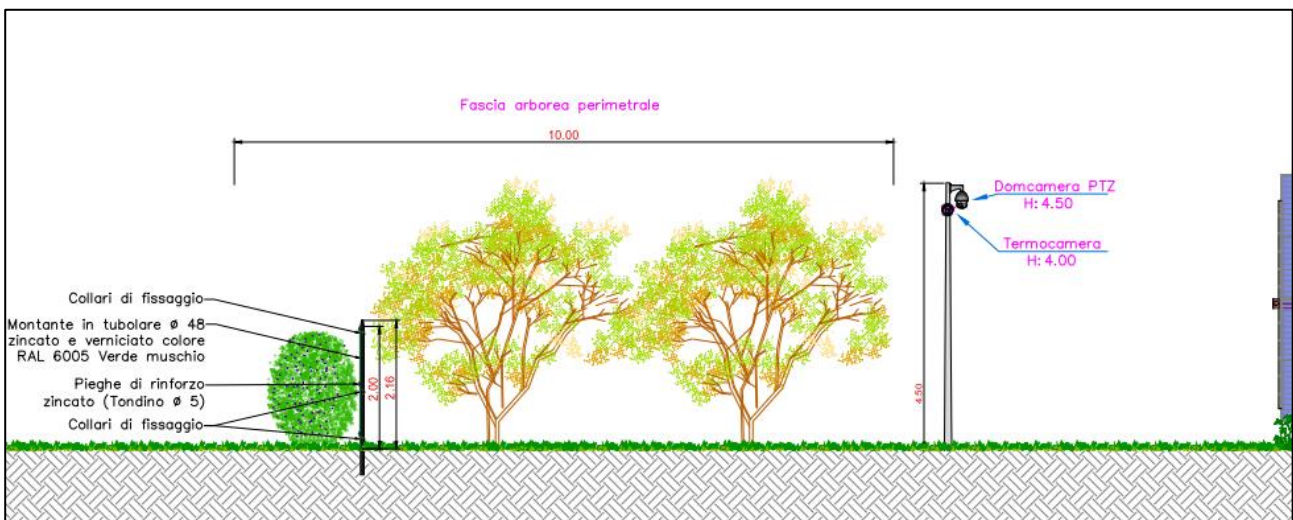 Fascia arborea perimetrale
10.00
Domcamera PTZ
H: 4.50
Termocamera
H: 4.00
Collari di fissaggio
Montante in tubolare ø 48
zincato e verniciato colore
RAL 6005 Verde muschio
Pieghe di rinforzo
zincato (Tondino ø 5)
Collari di fissaggio
2.00
2.16
4.50